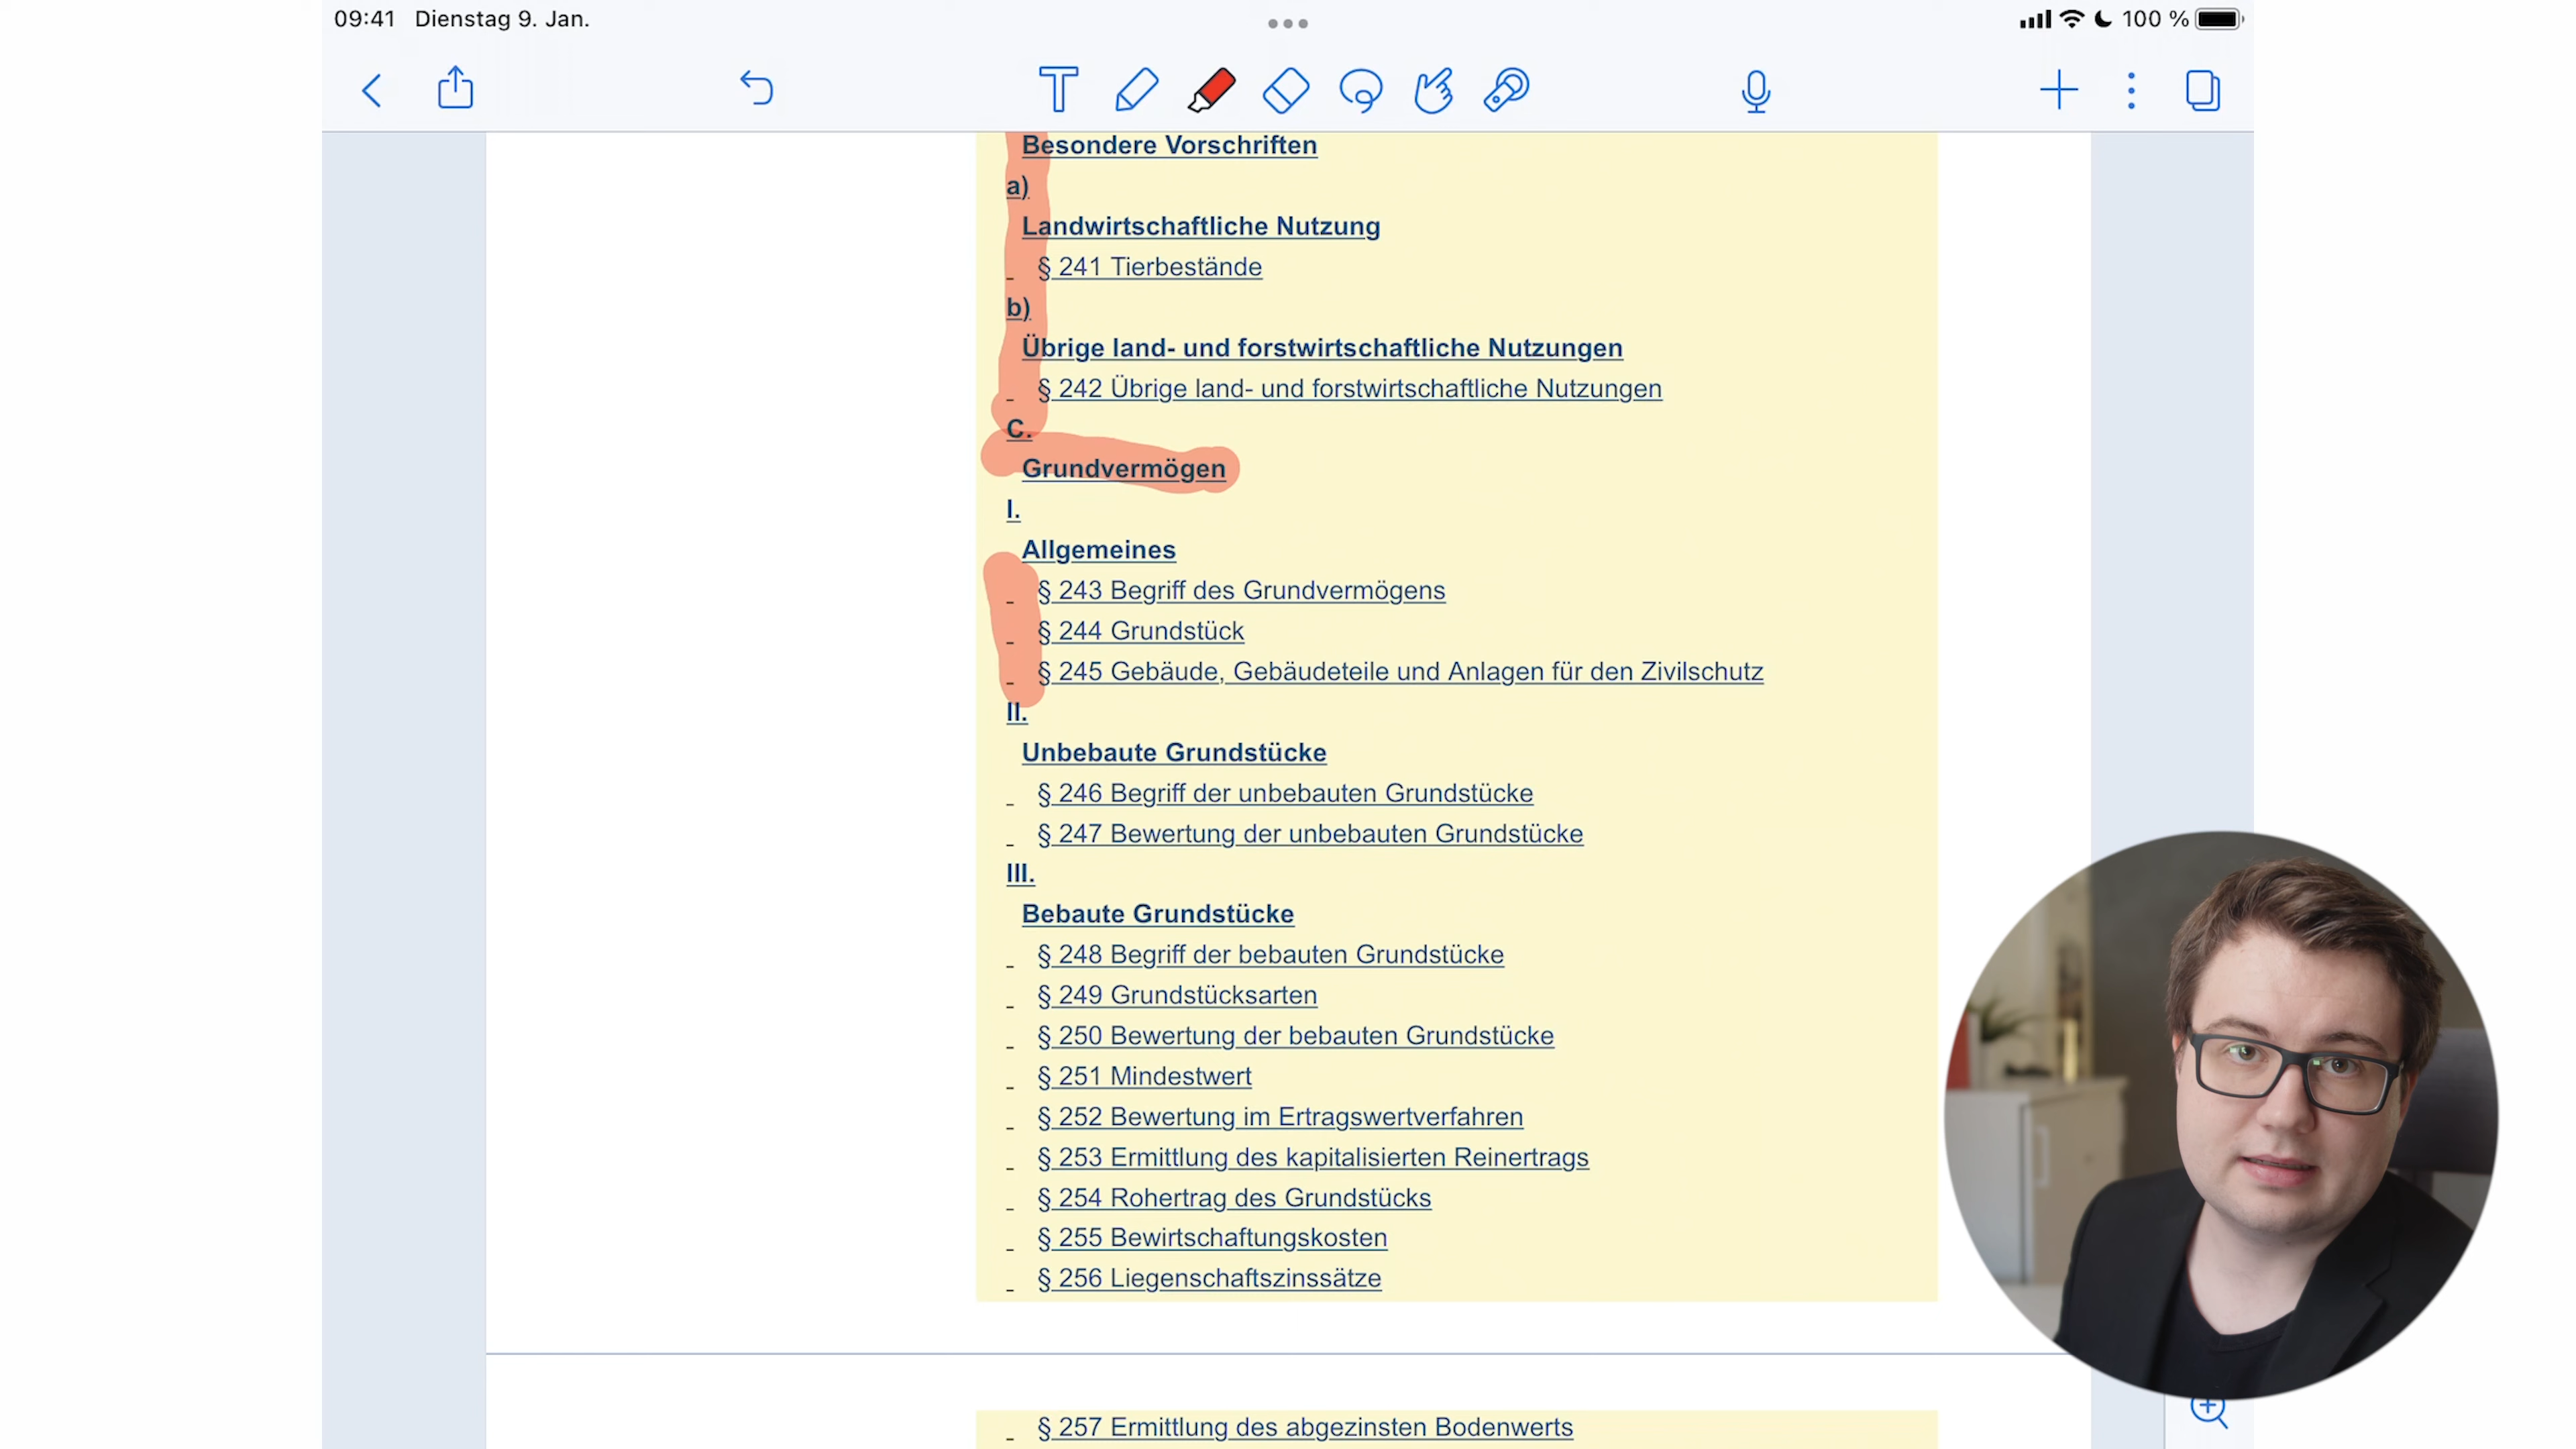 09:41 Dienstag 9. Jan.
100 %
Besondere Vorschriften
a)
Landwirtschaftliche Nutzung
§ 241 Tierbestände
b)
Übrige land- und forstwirtschaftliche Nutzungen
§ 242 Übrige land- und forstwirtschaftliche Nutzungen
C.
Grundvermögen
I.
Allgemeines
§ 243 Begriff des Grundvermögens
§ 244 Grundstück
§ 245 Gebäude, Gebäudeteile und Anlagen für den Zivilschutz
II.
Unbebaute Grundstücke
§ 246 Begriff der unbebauten Grundstücke
§ 247 Bewertung der unbebauten Grundstücke
III.
Bebaute Grundstücke
§ 248 Begriff der bebauten Grundstücke
§ 249 Grundstücksarten
§ 250 Bewertung der bebauten Grundstücke
§ 251 Mindestwert
§ 252 Bewertung im Ertragswertverfahren
§ 253 Ermittlung des kapitalisierten Reinertrags
§ 254 Rohertrag des Grundstücks
§ 255 Bewirtschaftungskosten
§ 256 Liegenschaftszinssätze
§ 257 Ermittlung des abgezinsten Bodenwerts